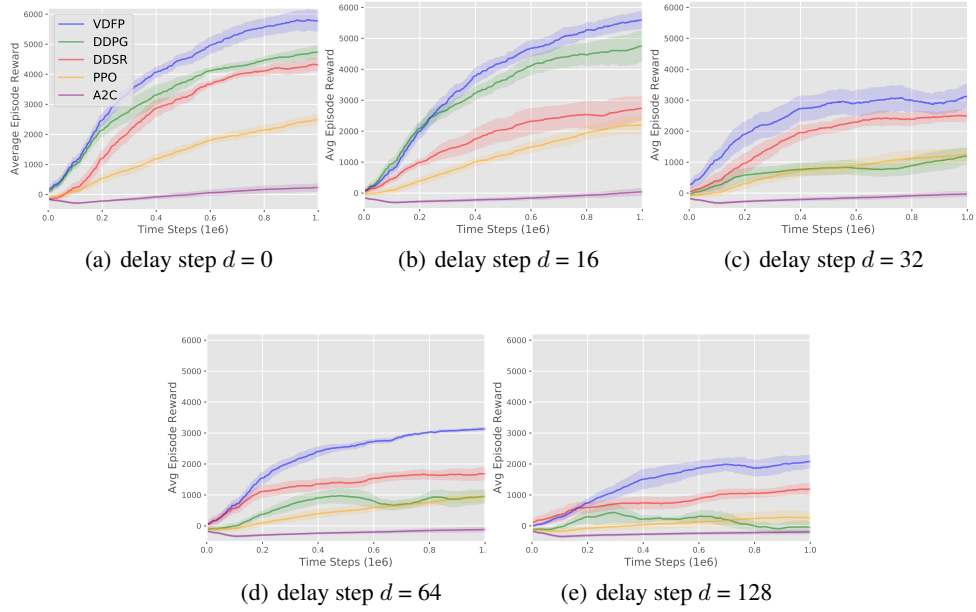 6000
5000
4000
3000
2000
1000
0
Average Episode Reward
VDFP
DDPG
DDSR
PPO
A2C
0.0 0.2 0.4 0.6 0.8 1.
Time Steps (1e6)
(a) delay step d = 0
6000
5000
4000
3000
2000
1000
0
Avg Episode Reward
0.0 0.2 0.4 0.6 0.8 1.0
Time Steps (1e6)
(b) delay step d = 16
6000
5000
4000
3000
2000
1000
0
Avg Episode Reward
0.0 0.2 0.4 0.6 0.8 1.0
Time Steps (1e6)
(c) delay step d = 32
6000
5000
4000
3000
2000
1000
0
Avg Episode Reward
0.0 0.2 0.4 0.6 0.8 1.0
Time Steps (1e6)
(d) delay step d = 64
6000
5000
4000
3000
2000
1000
0
Avg Episode Reward
0.0 0.2 0.4 0.6 0.8 1.0
Time Steps (1e6)
(e) delay step d = 128